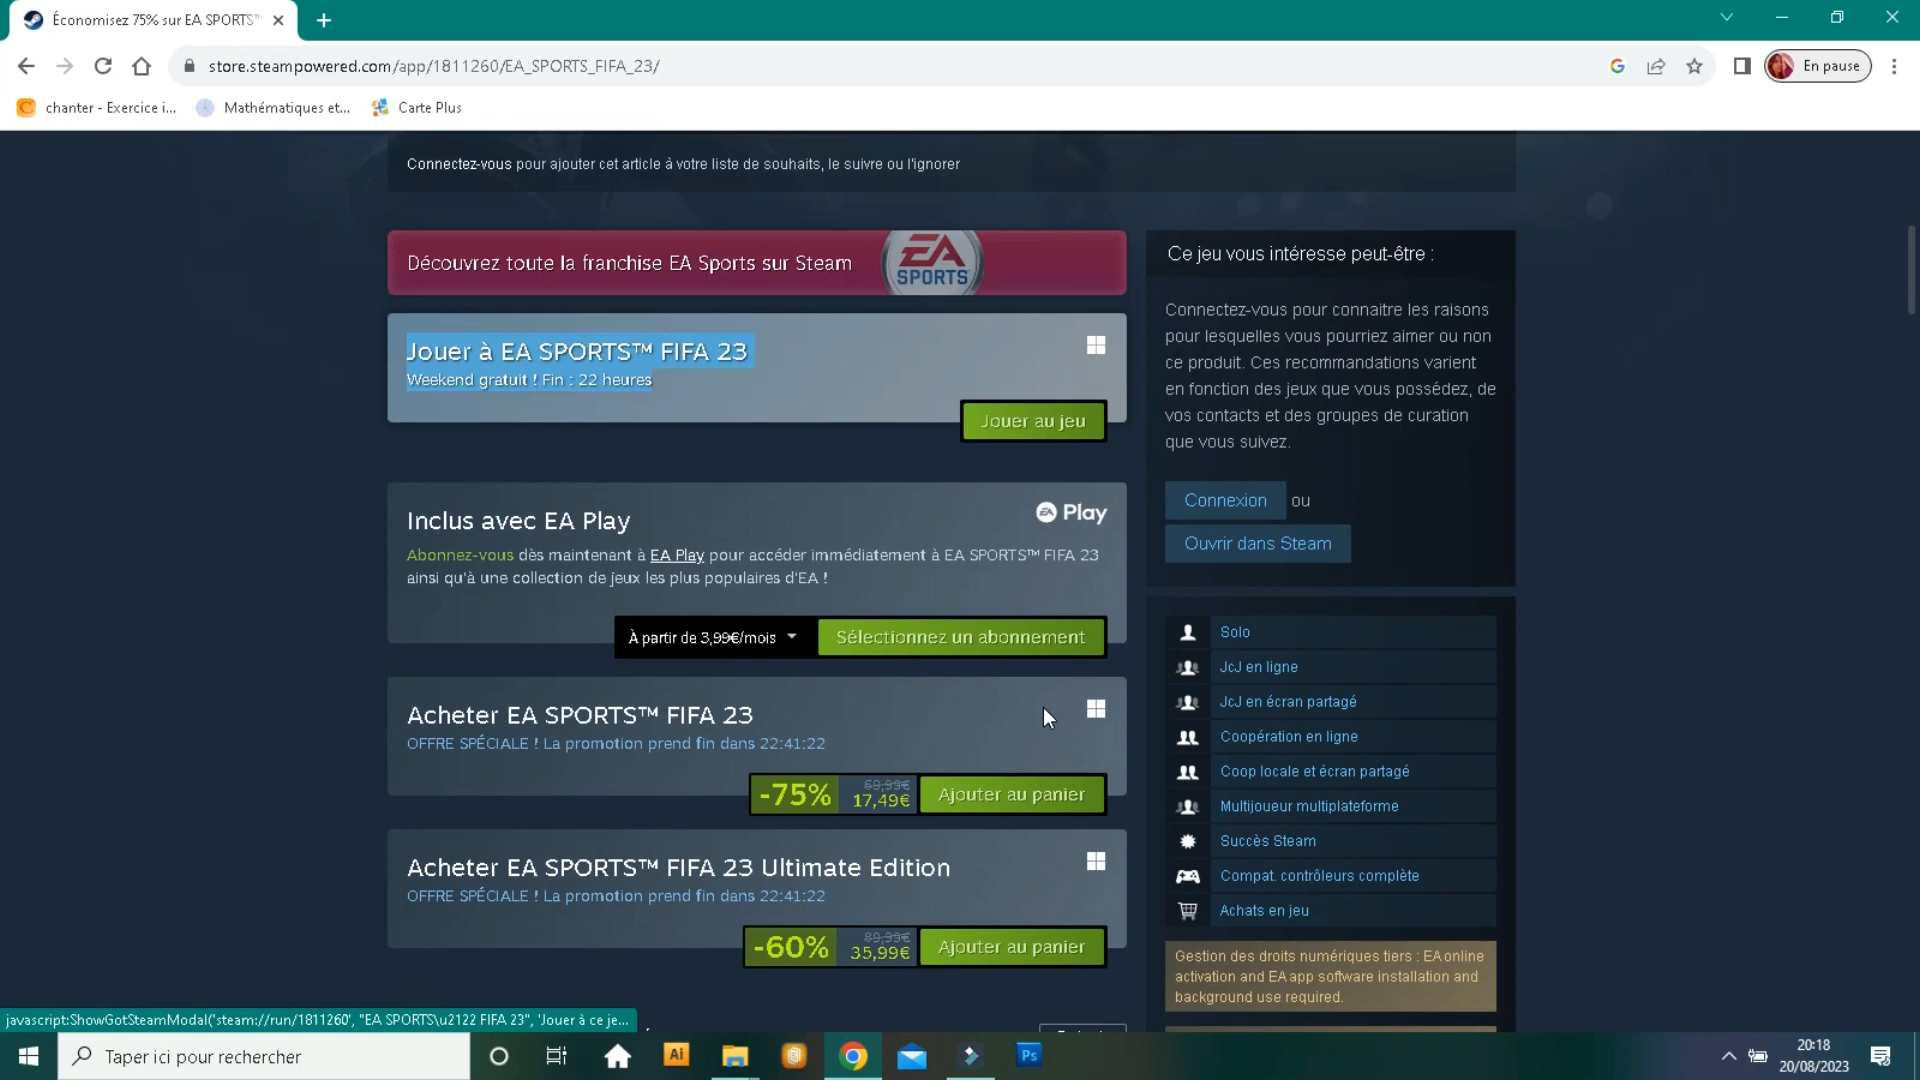 Économisez 75% sur EA SPORTS™
store.steampowered.com/app/1811260/EA_SPORTS_FIFA_23/
En pause
chanter - Exercice i...
Mathématiques et...
Carte Plus
Connectez-vous pour ajouter cet article à votre liste de souhaits, le suivre ou l'ignorer
Découvrez toute la franchise EA Sports sur Steam
EA
SPORTS
Jouer à EA SPORTS™ FIFA 23
Weekend gratuit ! Fin : 22 heures
Jouer au jeu
Inclus avec EA Play
EA Play
Abonnez-vous dès maintenant à EA Play pour accéder immédiatement à EA SPORTS™ FIFA 23
ainsi qu'à une collection de jeux les plus populaires d'EA !
À partir de 3,99€/mois
Sélectionnez un abonnement
Acheter EA SPORTS™ FIFA 23
OFFRE SPÉCIALE ! La promotion prend fin dans 22:41:22
-75%
69,99€
17,49€
Ajouter au panier
Acheter EA SPORTS™ FIFA 23 Ultimate Edition
OFFRE SPÉCIALE ! La promotion prend fin dans 22:41:22
-60%
89,99€
35,99€
Ajouter au panier
Ce jeu vous intéresse peut-être :
Connectez-vous pour connaitre les raisons
pour lesquelles vous pourriez aimer ou non
ce produit. Ces recommandations varient
en fonction des jeux que vous possédez, de
vos contacts et des groupes de curation
que vous suivez.
Connexion ou
Ouvrir dans Steam
Solo
JcJ en ligne
JcJ en écran partagé
Coopération en ligne
Coop locale et écran partagé
Multijoueur multiplateforme
Succès Steam
Compat. contrôleurs complète
Achats en jeu
Gestion des droits numériques tiers : EA online
activation and EA app software installation and
background use required.
javascript:ShowGotSteamModal('steam://run/1811260', "EA SPORTS\u2122 FIFA 23", 'Jouer à ce je...
Taper ici pour rechercher
Ai
Ps
20:18
20/08/2023